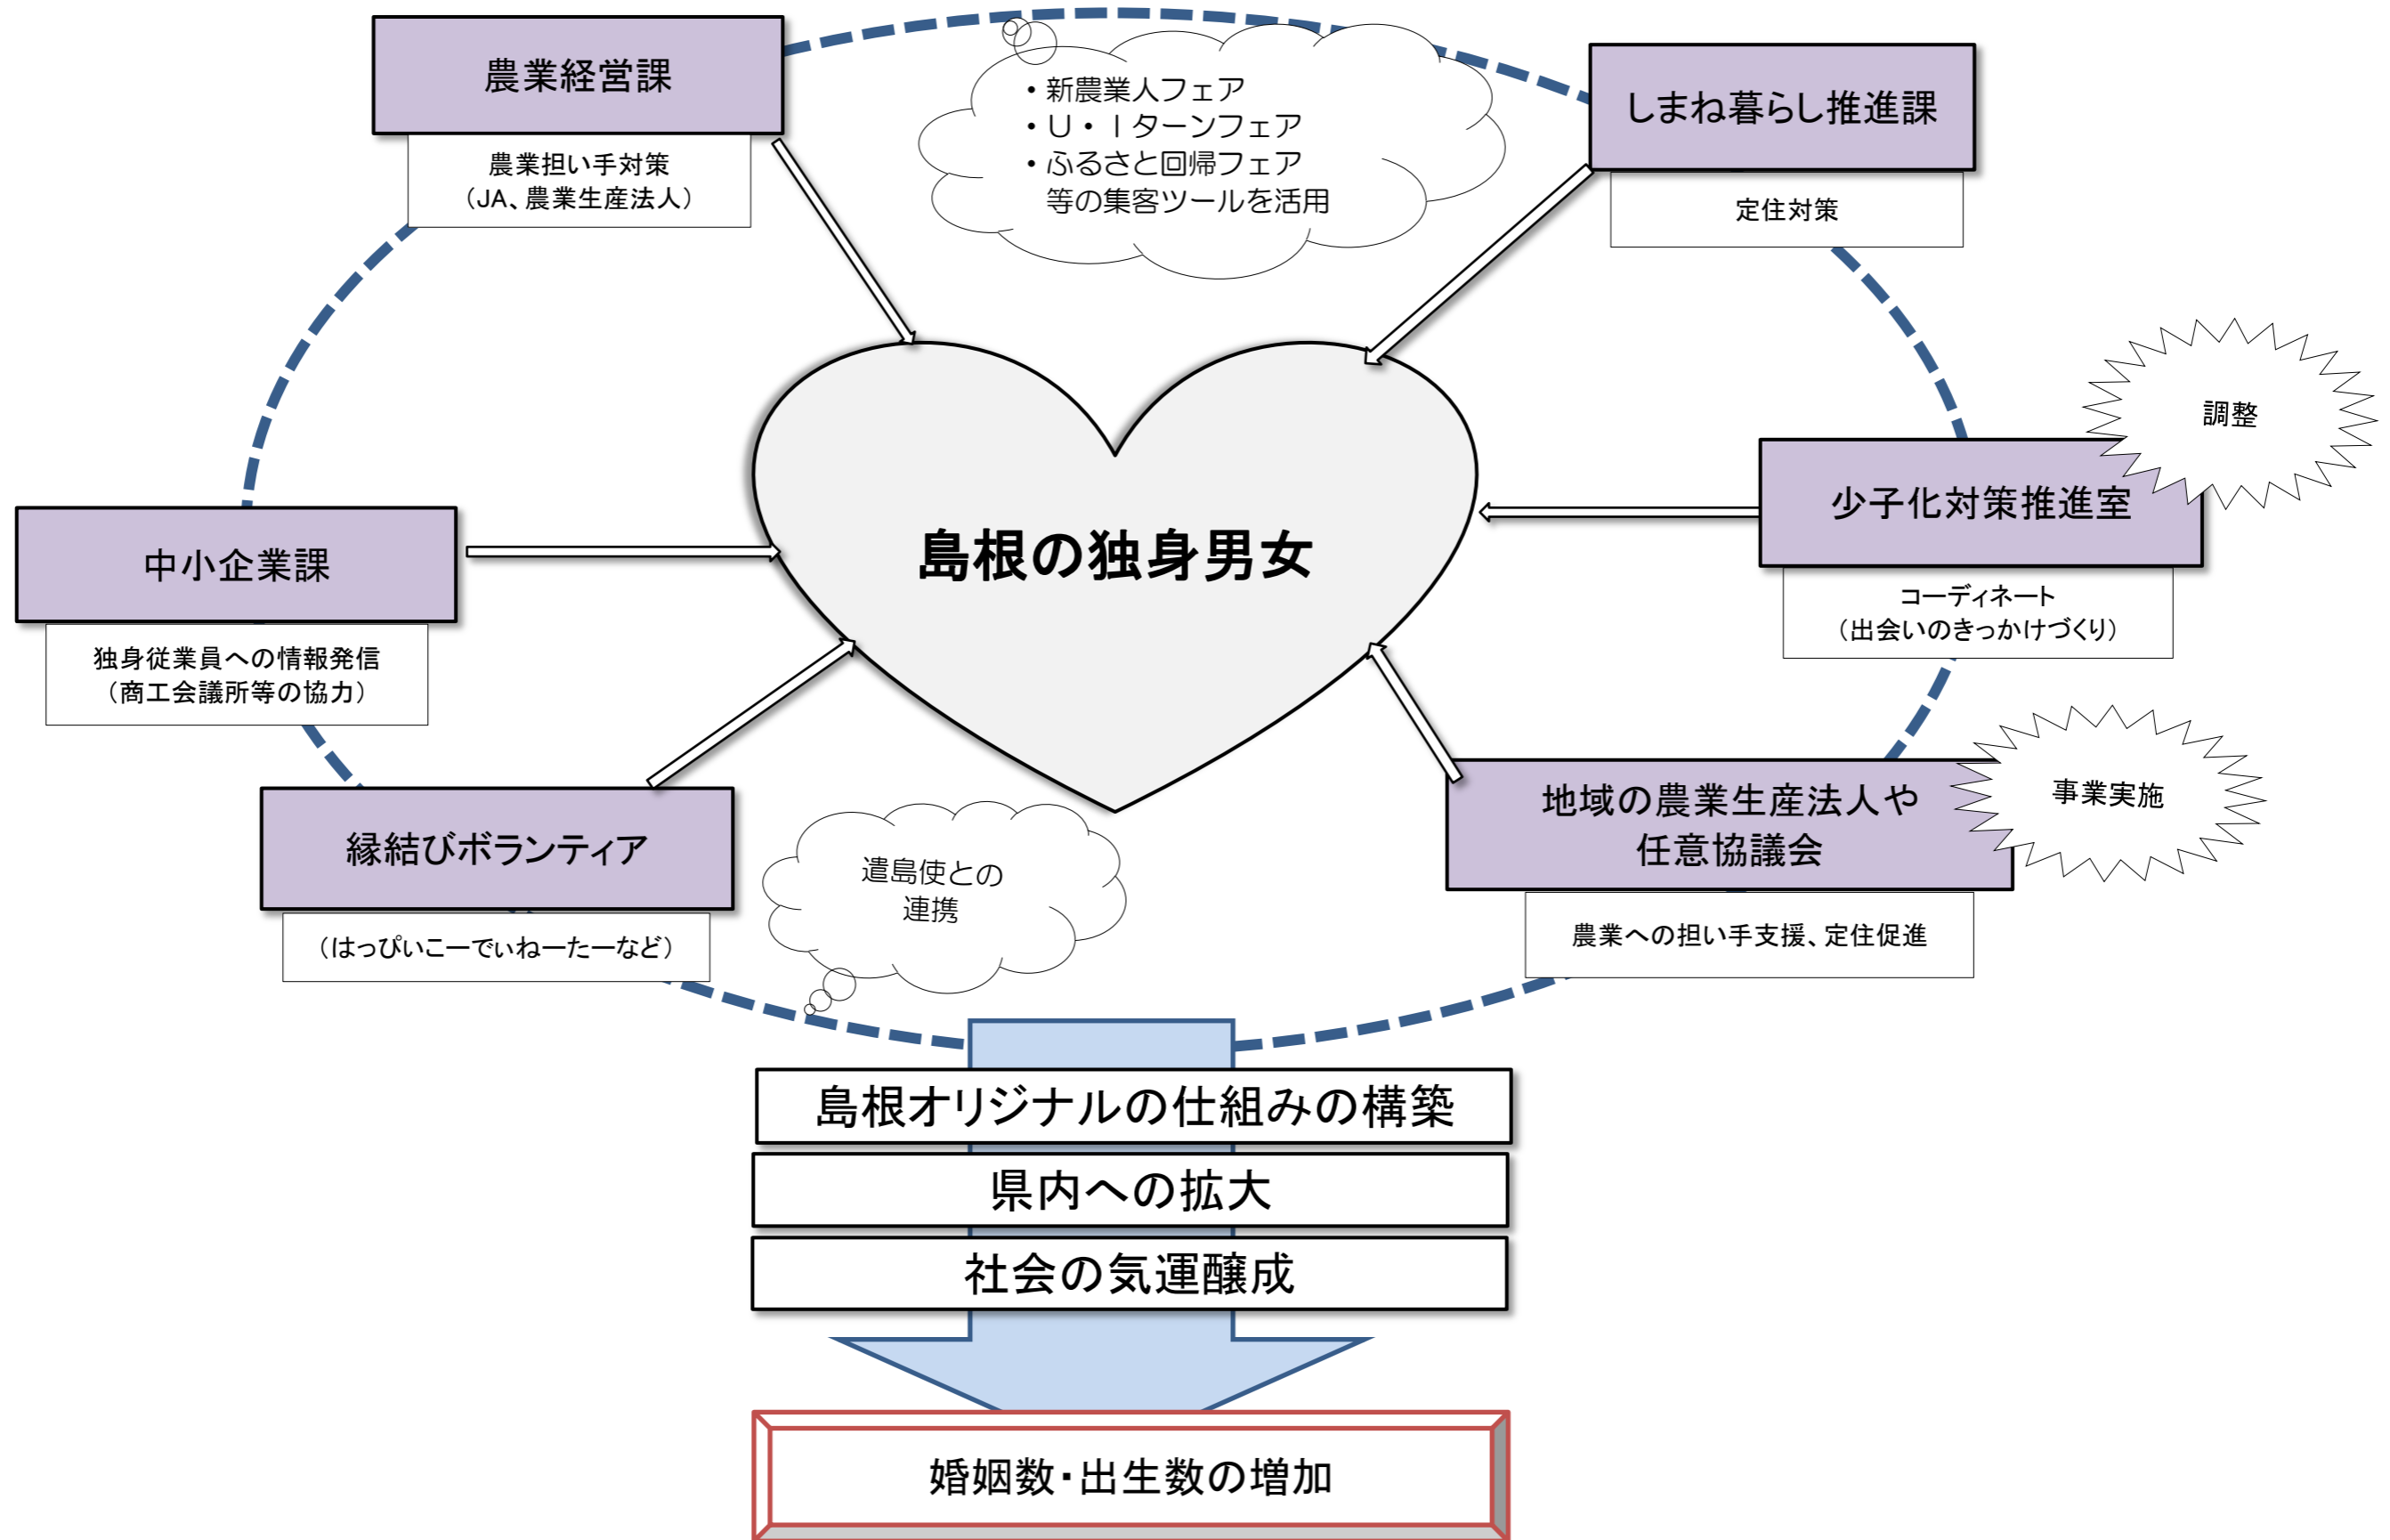 農業経営課
農業担い手対策
（JA、農業生産法人）
・新農業人フェア
・Ｕ・Ｉターンフェア
・ふるさと回帰フェア
等の集客ツールを活用
しまね暮らし推進課
定住対策
調整
少子化対策推進室
コーディネート
（出会いのきっかけづくり）
島根の独身男女
中小企業課
独身従業員への情報発信
（商工会議所等の協力）
縁結びボランティア
（はっぴぃこーでぃねーたーなど）
遣島使との
連携
地域の農業生産法人や
任意協議会
事業実施
農業への担い手支援、定住促進
島根オリジナルの仕組みの構築
県内への拡大
社会の気運醸成
婚姻数・出生数の増加